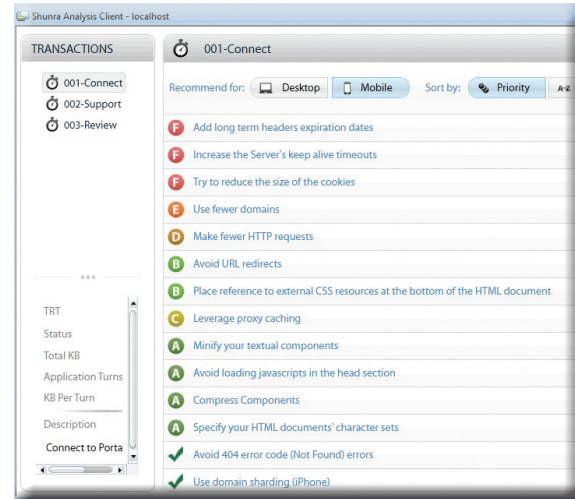 Shunra Analysis Client - localhost
TRANSACTIONS
001-Connect
002-Support
003-Review
TRT
Status
Total KB
Application Turns
KB Per Turn
Description
Connect to Porta
001-Connect
Recommend for: Desktop Mobile Sort by: Priority A-Z
F Add long term headers expiration dates
F Increase the Server's keep alive timeouts
F Try to reduce the size of the cookies
E Use fewer domains
D Make fewer HTTP requests
B Avoid URL redirects
B Place reference to external CSS resources at the bottom of the HTML document
C Leverage proxy caching
A Minify your textual components
A Avoid loading javascripts in the head section
A Compress Components
A Specify your HTML documents' character sets
Avoid 404 error code (Not Found) errors
Use domain sharding (iPhone)